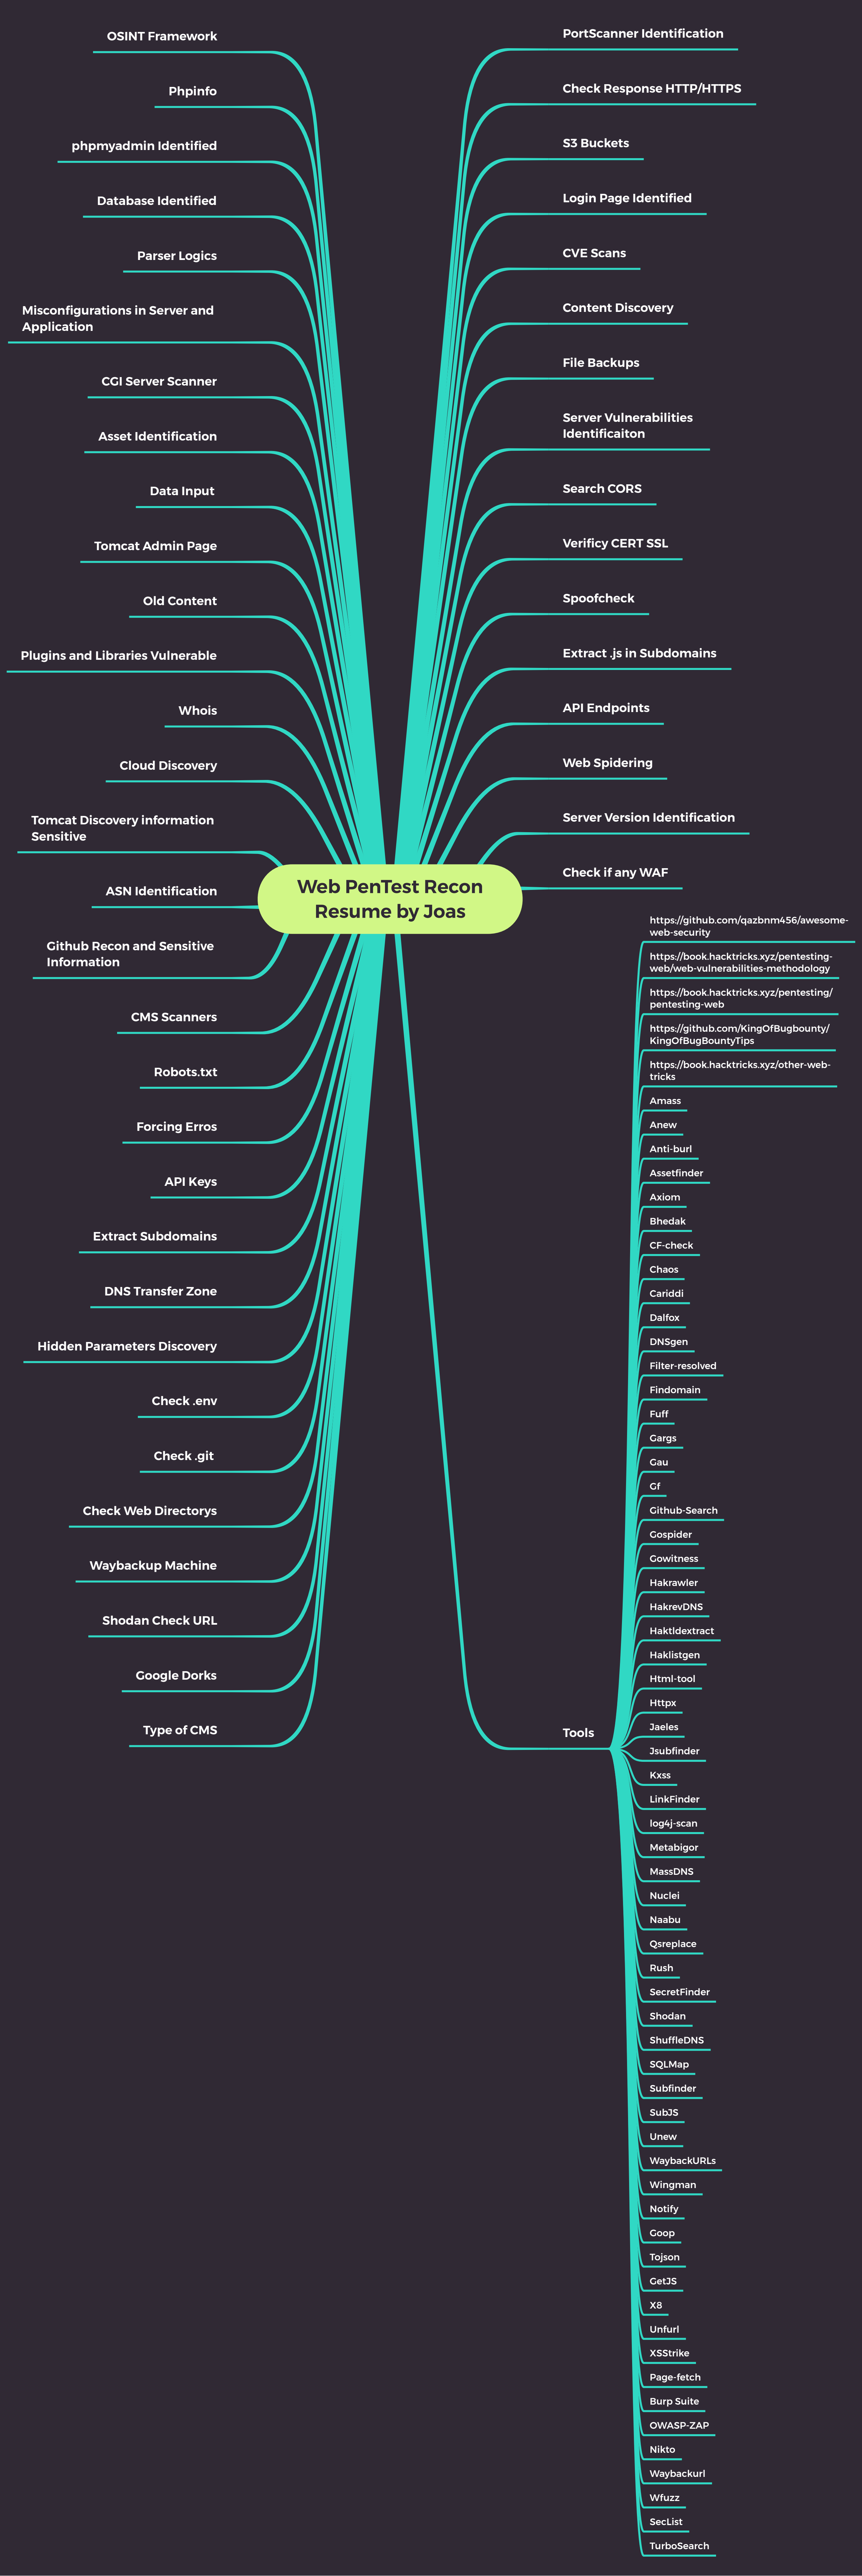 OSINT Framework
Phpinfo
phpmyadmin Identified
Database Identified
Parser Logics
Misconfigurations in Server and
Application
CGI Server Scanner
Asset Identification
Data Input
Tomcat Admin Page
Old Content
Plugins and Libraries Vulnerable
Whois
Cloud Discovery
Tomcat Discovery information
Sensitive
ASN Identification
Github Recon and Sensitive
Information
CMS Scanners
Robots.txt
Forcing Erros
API Keys
Extract Subdomains
DNS Transfer Zone
Hidden Parameters Discovery
Check .env
Check .git
Check Web Directorys
Waybackup Machine
Shodan Check URL
Google Dorks
Type of CMS
Web PenTest Recon
Resume by Joas
PortScanner Identification
Check Response HTTP/HTTPS
S3 Buckets
Login Page Identified
CVE Scans
Content Discovery
File Backups
Server Vulnerabilities
Identificaiton
Search CORS
Verificy CERT SSL
Spoofcheck
Extract .js in Subdomains
API Endpoints
Web Spidering
Server Version Identification
Check if any WAF
Tools
https://github.com/qazbnm456/awesome-
web-security
https://book.hacktricks.xyz/pentesting-
web/web-vulnerabilities-methodology
https://book.hacktricks.xyz/pentesting/
pentesting-web
https://github.com/KingOfBugbounty/
KingOfBugBountyTips
https://book.hacktricks.xyz/other-web-
tricks
Amass
Anew
Anti-burl
Assetfinder
Axiom
Bhedak
CF-check
Chaos
Cariddi
Dalfox
DNSgen
Filter-resolved
Findomain
Fuff
Gargs
Gau
Gf
Github-Search
Gospider
Gowitness
Hakrawler
HakrevDNS
Haktldextract
Haklistgen
Html-tool
Httpx
Jaeles
Jsubfinder
Kxss
LinkFinder
log4j-scan
Metabigor
MassDNS
Nuclei
Naabu
Qsreplace
Rush
SecretFinder
Shodan
ShuffleDNS
SQLMap
Subfinder
SubJS
Unew
WaybackURLs
Wingman
Notify
Goop
Tojson
GetJS
X8
Unfurl
XSStrike
Page-fetch
Burp Suite
OWASP-ZAP
Nikto
Waybackurl
Wfuzz
SecList
TurboSearch